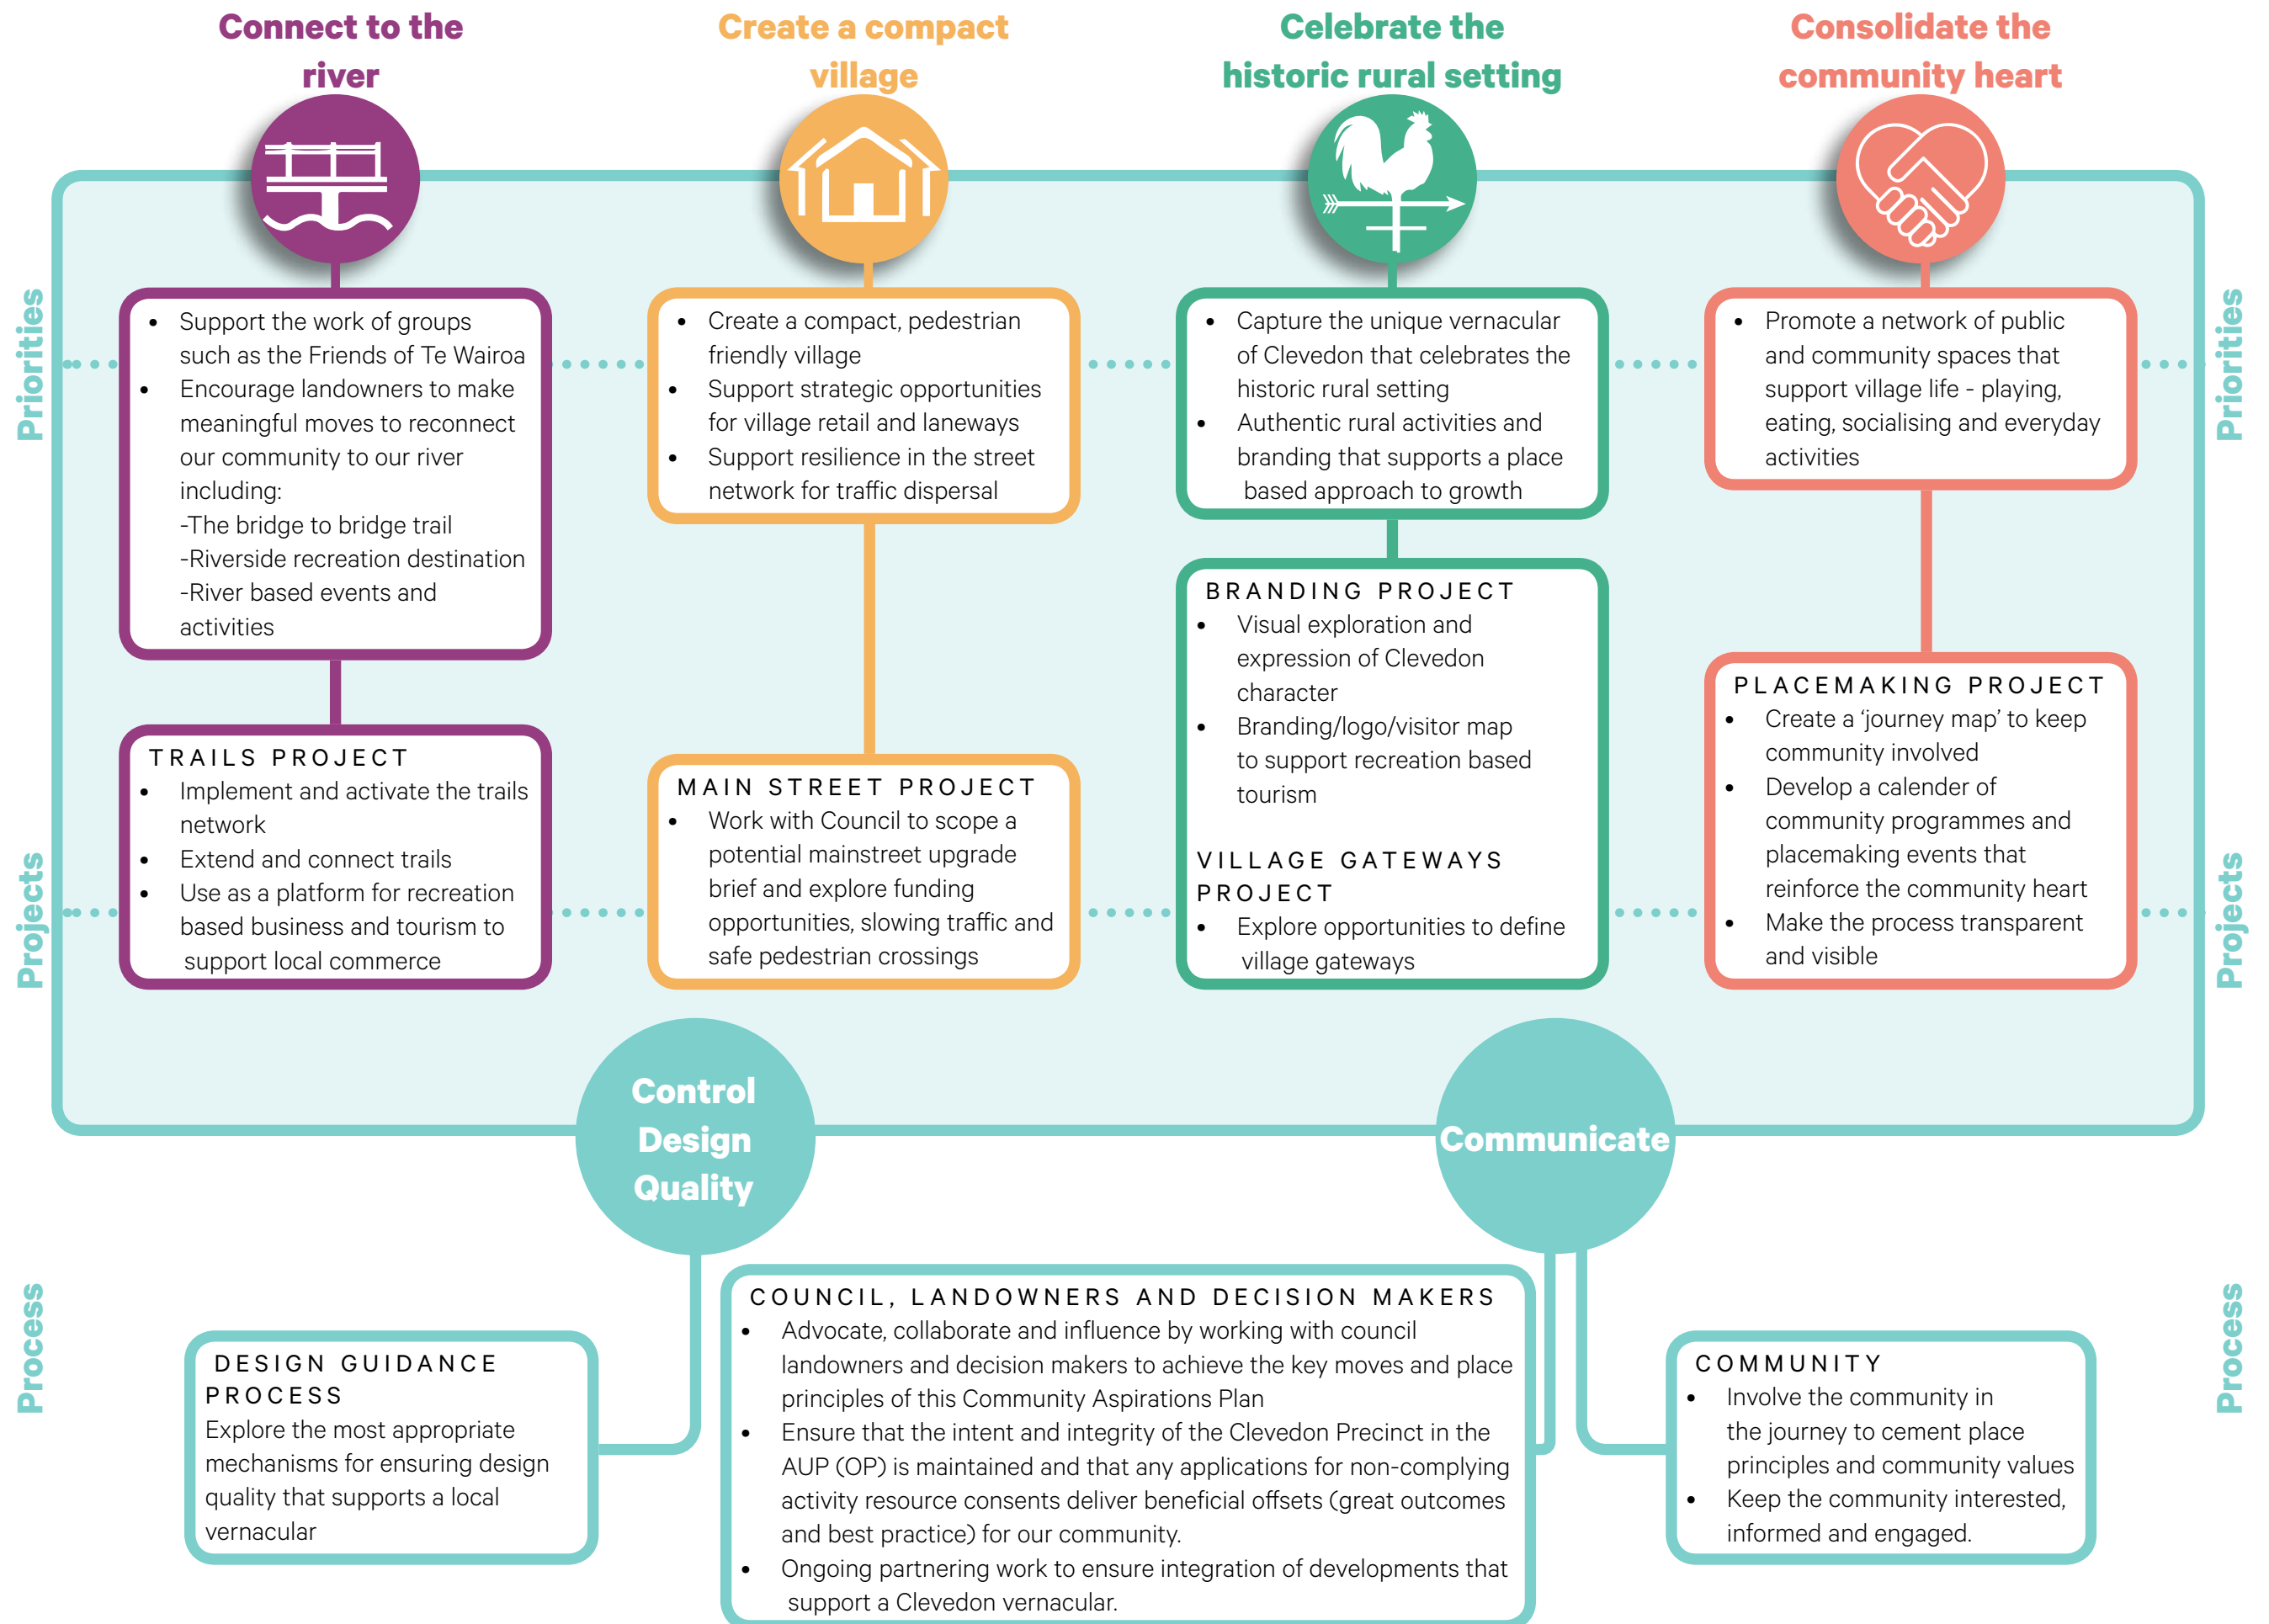 Connect to the
river
Create a compact
village
Celebrate the
historic rural setting
Consolidate the
community heart
Priorities
• Support the work of groups
such as the Friends of Te Wairoa
• Encourage landowners to make
meaningful moves to reconnect
our community to our river
including:
-The bridge to bridge trail
-Riverside recreation destination
-River based events and
activities
• Create a compact, pedestrian
friendly village
• Support strategic opportunities
for village retail and laneways
• Support resilience in the street
network for traffic dispersal
• Capture the unique vernacular
of Clevedon that celebrates the
historic rural setting
• Authentic rural activities and
branding that supports a place
based approach to growth
• Promote a network of public
and community spaces that
support village life - playing,
eating, socialising and everyday
activities
Priorities
Projects
TRAILS PROJECT
• Implement and activate the trails
network
• Extend and connect trails
• Use as a platform for recreation
based business and tourism to
support local commerce
MAIN STREET PROJECT
• Work with Council to scope a
potential mainstreet upgrade
brief and explore funding
opportunities, slowing traffic and
safe pedestrian crossings
BRANDING PROJECT
• Visual exploration and
expression of Clevedon
character
• Branding/logo/visitor map
to support recreation based
tourism
VILLAGE GATEWAYS
PROJECT
• Explore opportunities to define
village gateways
PLACEMAKING PROJECT
• Create a ‘journey map’ to keep
community involved
• Develop a calender of
community programmes and
placemaking events that
reinforce the community heart
• Make the process transparent
and visible
Projects
Control
Design
Quality
Communicate
Process
DESIGN GUIDANCE
PROCESS
Explore the most appropriate
mechanisms for ensuring design
quality that supports a local
vernacular
COUNCIL, LANDOWNERS AND DECISION MAKERS
• Advocate, collaborate and influence by working with council
landowners and decision makers to achieve the key moves and place
principles of this Community Aspirations Plan
• Ensure that the intent and integrity of the Clevedon Precinct in the
AUP (OP) is maintained and that any applications for non-complying
activity resource consents deliver beneficial offsets (great outcomes
and best practice) for our community.
• Ongoing partnering work to ensure integration of developments that
support a Clevedon vernacular.
COMMUNITY
• Involve the community in
the journey to cement place
principles and community values
• Keep the community interested,
informed and engaged.
Process